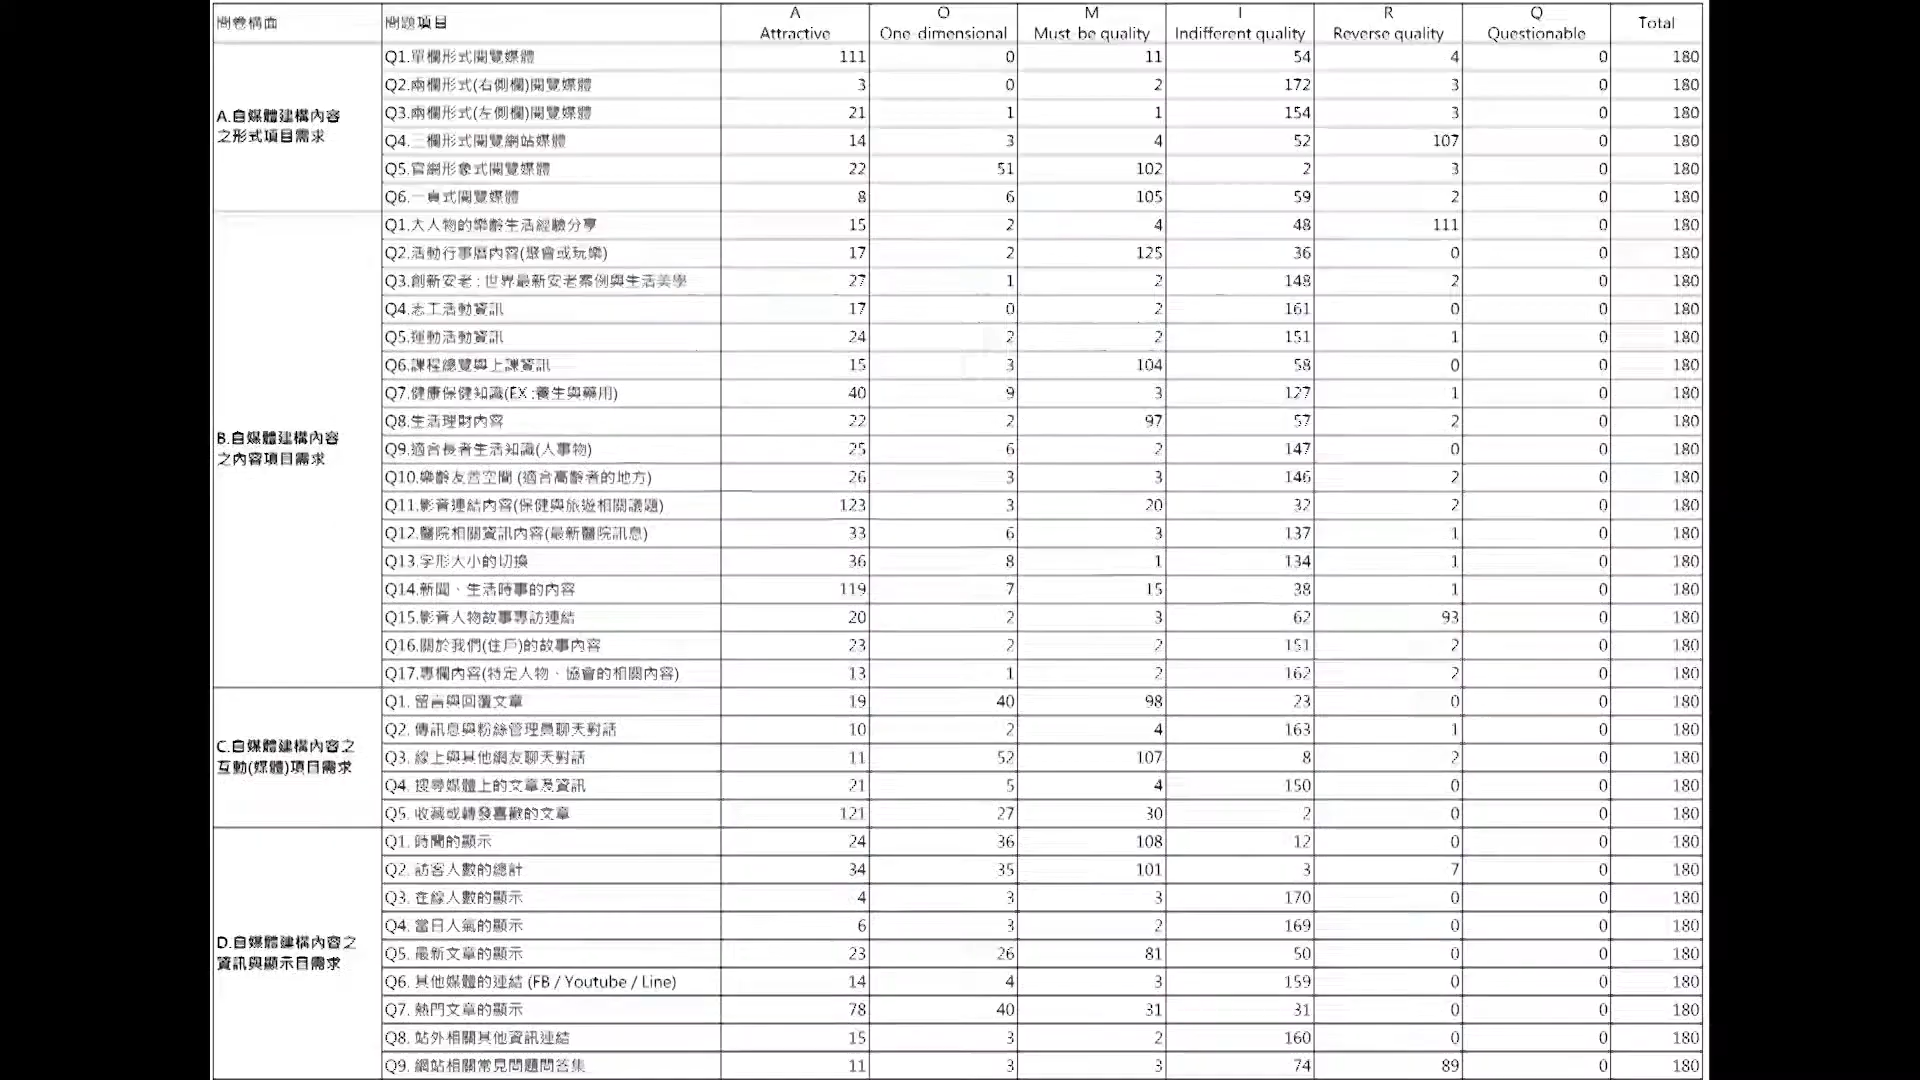 問卷構面 問題項目 A Attractive O One dimensional M Must be quality I Indifferent quality R Reverse quality Q Questionable Total
A.自媒體建構內容之形式項目需求
Q1.單欄形式閱覽媒體 111 0 11 54 4 0 180
Q2.兩欄形式(右側欄)閱覽媒體 3 0 2 172 3 0 180
Q3.兩欄形式(左側欄)閱覽媒體 21 1 1 154 3 0 180
Q4.三欄形式閱覽網站媒體 14 3 4 52 107 0 180
Q5.官網形象式閱覽媒體 22 51 102 2 3 0 180
Q6.一頁式閱覽媒體 8 6 105 59 2 0 180
B.自媒體建構內容之內容項目需求
Q1.大人物的樂齡生活經驗分享 15 2 4 48 111 0 180
Q2.活動行事曆內容(聚會或玩樂) 17 2 125 36 0 0 180
Q3.創新安老:世界最新安老案例與生活美學 27 1 2 148 2 0 180
Q4.志工活動資訊 17 0 2 161 0 0 180
Q5.運動活動資訊 24 2 2 151 1 0 180
Q6.課程總覽與上課資訊 15 3 104 58 0 0 180
Q7.健康保健知識(EX:養生與藥用) 40 9 3 127 1 0 180
Q8.生活理財內容 22 2 97 57 2 0 180
Q9.適合長者生活知識(人事物) 25 6 2 147 0 0 180
Q10.樂齡友善空間 (適合高齡者的地方) 26 3 3 146 2 0 180
Q11.影音連結內容(保健與旅遊相關議題) 123 3 20 32 2 0 180
Q12.醫院相關資訊內容(最新醫院訊息) 33 6 3 137 1 0 180
Q13.字形大小的切換 36 8 1 134 1 0 180
Q14.新聞、生活時事的內容 119 7 15 38 1 0 180
Q15.影音人物故事專訪連結 20 2 3 62 93 0 180
Q16.關於我們(住戶)的故事內容 23 2 2 151 2 0 180
Q17.專欄內容(特定人物、協會的相關內容) 13 1 2 162 2 0 180
C.自媒體建構內容之互動(媒體)項目需求
Q1. 留言與回覆文章 19 40 98 23 0 0 180
Q2. 傳訊息與粉絲管理員聊天對話 10 2 4 163 1 0 180
Q3. 線上與其他網友聊天對話 11 52 107 8 2 0 180
Q4. 搜尋媒體上的文章及資訊 21 5 4 150 0 0 180
Q5. 收藏或轉發喜歡的文章 121 27 30 2 0 0 180
D.自媒體建構內容之資訊與顯示目需求
Q1. 時間的顯示 24 36 108 12 0 0 180
Q2. 訪客人數的總計 34 35 101 3 7 0 180
Q3. 在線人數的顯示 4 3 3 170 0 0 180
Q4. 當日人氣的顯示 6 3 2 169 0 0 180
Q5. 最新文章的顯示 23 26 81 50 0 0 180
Q6. 其他媒體的連結 (FB / Youtube / Line) 14 4 3 159 0 0 180
Q7. 熱門文章的顯示 78 40 31 31 0 0 180
Q8. 站外相關其他資訊連結 15 3 2 160 0 0 180
Q9. 網站相關常見問題問答集 11 3 3 74 89 0 180